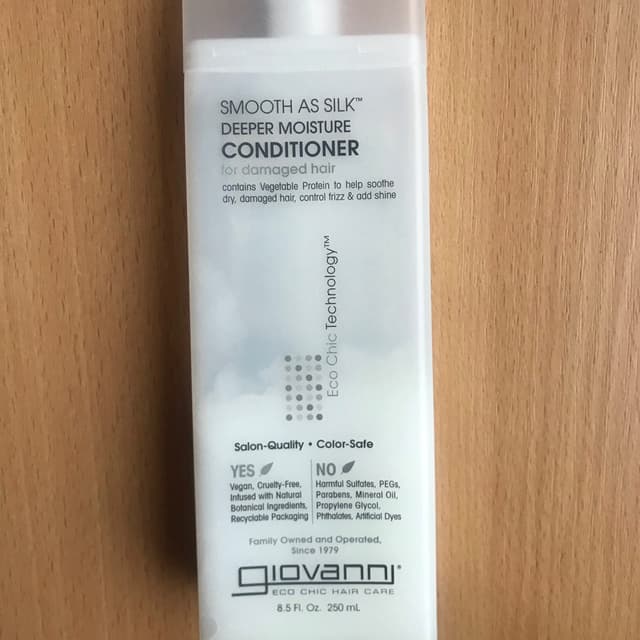 SMOOTH AS SILK™
DEEPER MOISTURE
CONDITIONER
for damaged hair
contains Vegetable Protein to help soothe
dry, damaged hair, control frizz & add shine
Eco Chic Technology™
Salon-Quality • Color-Safe
YES
Vegan, Cruelty-Free,
Infused with Natural
Botanical Ingredients,
Recyclable Packaging
NO
Harmful Sulfates, PEGs,
Parabens, Mineral Oil,
Propylene Glycol,
Phthalates, Artificial Dyes
Family Owned and Operated,
Since 1979
giovanni®
ECO CHIC HAIR CARE
8.5 Fl. Oz. 250 mL